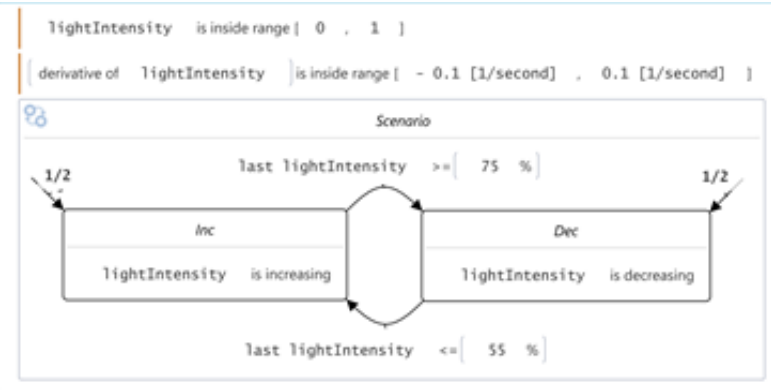 lightIntensity is inside range [ 0 , 1 ]
derivative of lightIntensity is inside range [ - 0.1 [1/second] , 0.1 [1/second] ]
Scenario
last lightIntensity >= 75 %
1/2
1/2
Inc
Dec
lightIntensity is increasing
lightIntensity is decreasing
last lightIntensity <= 55 %